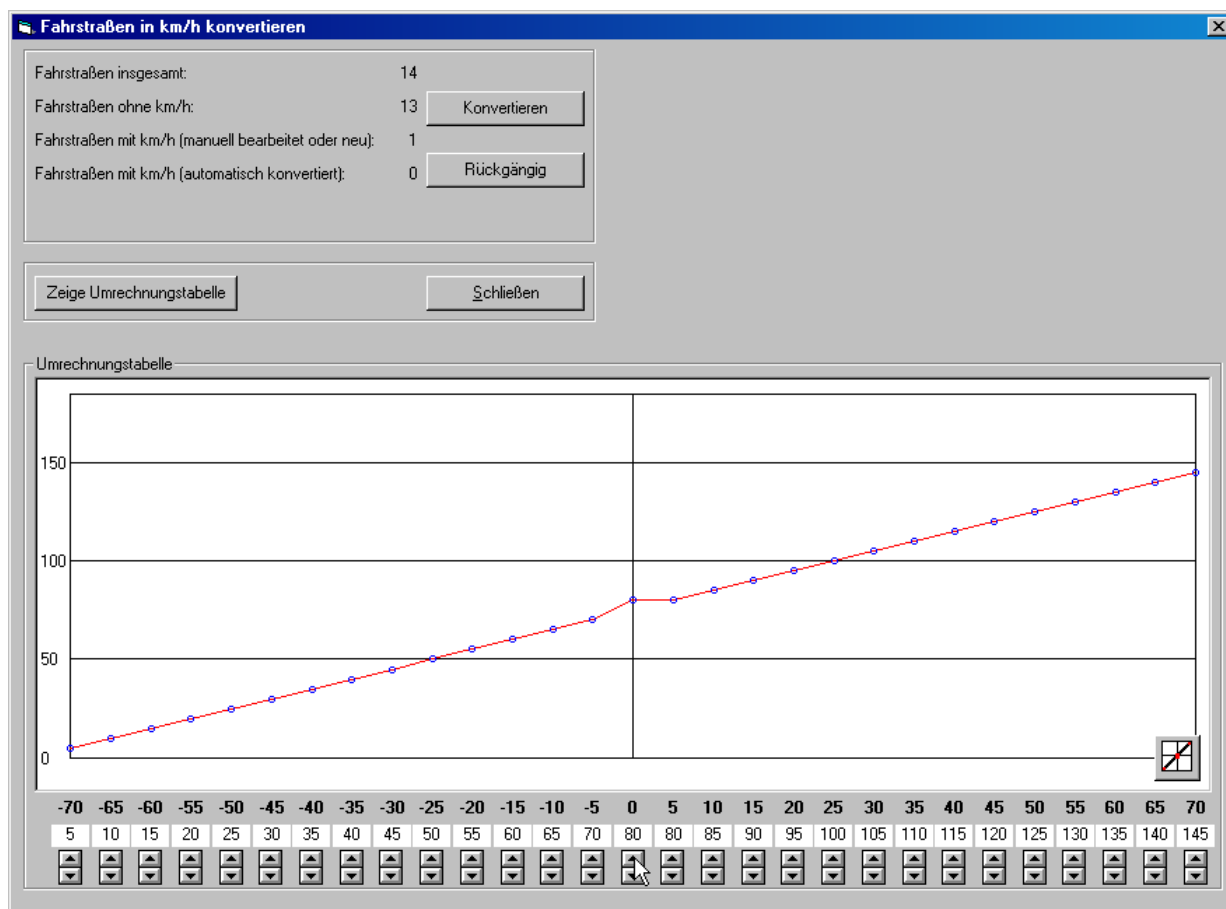 Fahrstraßen in km/h konvertieren
Fahrstraßen insgesamt: 14
Fahrstraßen ohne km/h: 13
Konvertieren
Fahrstraßen mit km/h (manuell bearbeitet oder neu): 1
Fahrstraßen mit km/h (automatisch konvertiert): 0
Rückgängig
Zeige Umrechnungstabelle
Schließen
Umrechnungstabelle
150
100
50
0
-70 -65 -60 -55 -50 -45 -40 -35 -30 -25 -20 -15 -10 -5 0 5 10 15 20 25 30 35 40 45 50 55 60 65 70
5 10 15 20 25 30 35 40 45 50 55 60 65 70 80 80 85 90 95 100 105 110 115 120 125 130 135 140 145